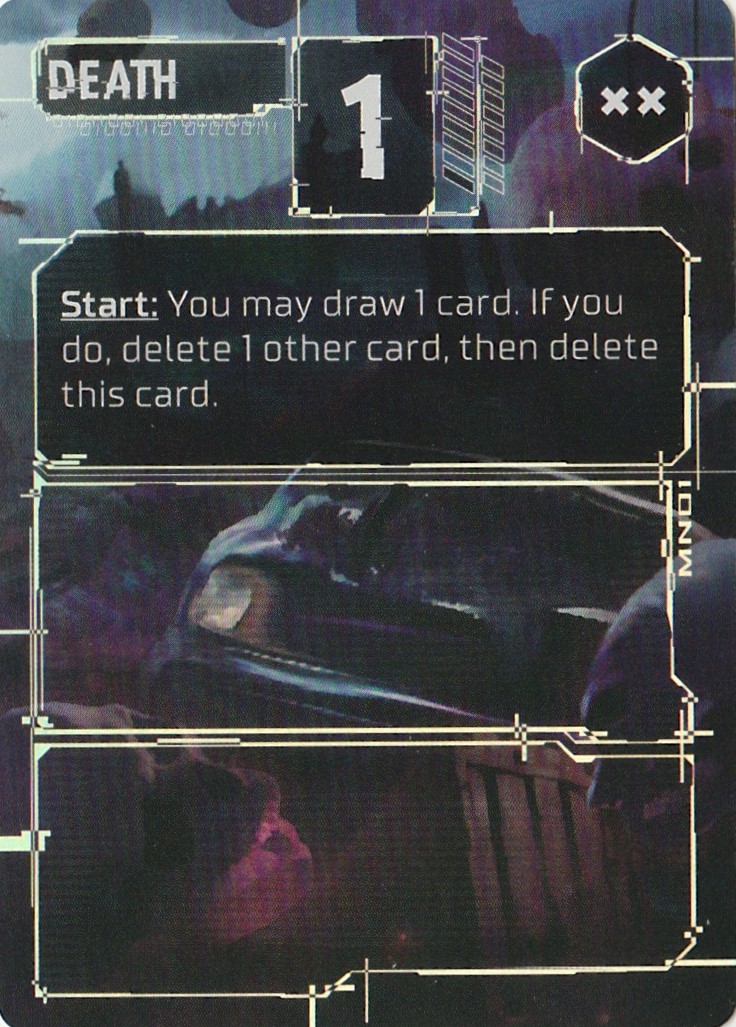 DEATH
1
Start: You may draw 1 card. If you
do, delete 1 other card, then delete
this card.
MN01